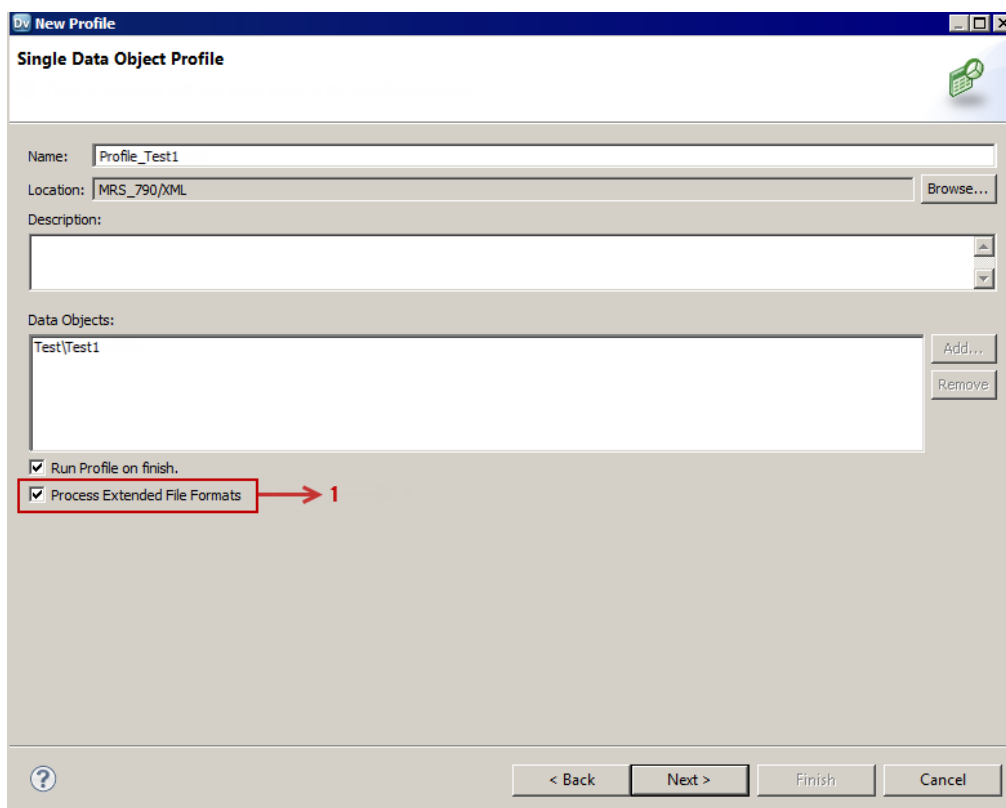 Dv New Profile
Single Data Object Profile
Name: Profile_Test1
Location: MRS_790/XML Browse...
Description:
Data Objects:
Test\Test1
Add...
Remove
Run Profile on finish.
Process Extended File Formats 1
? < Back Next > Finish Cancel